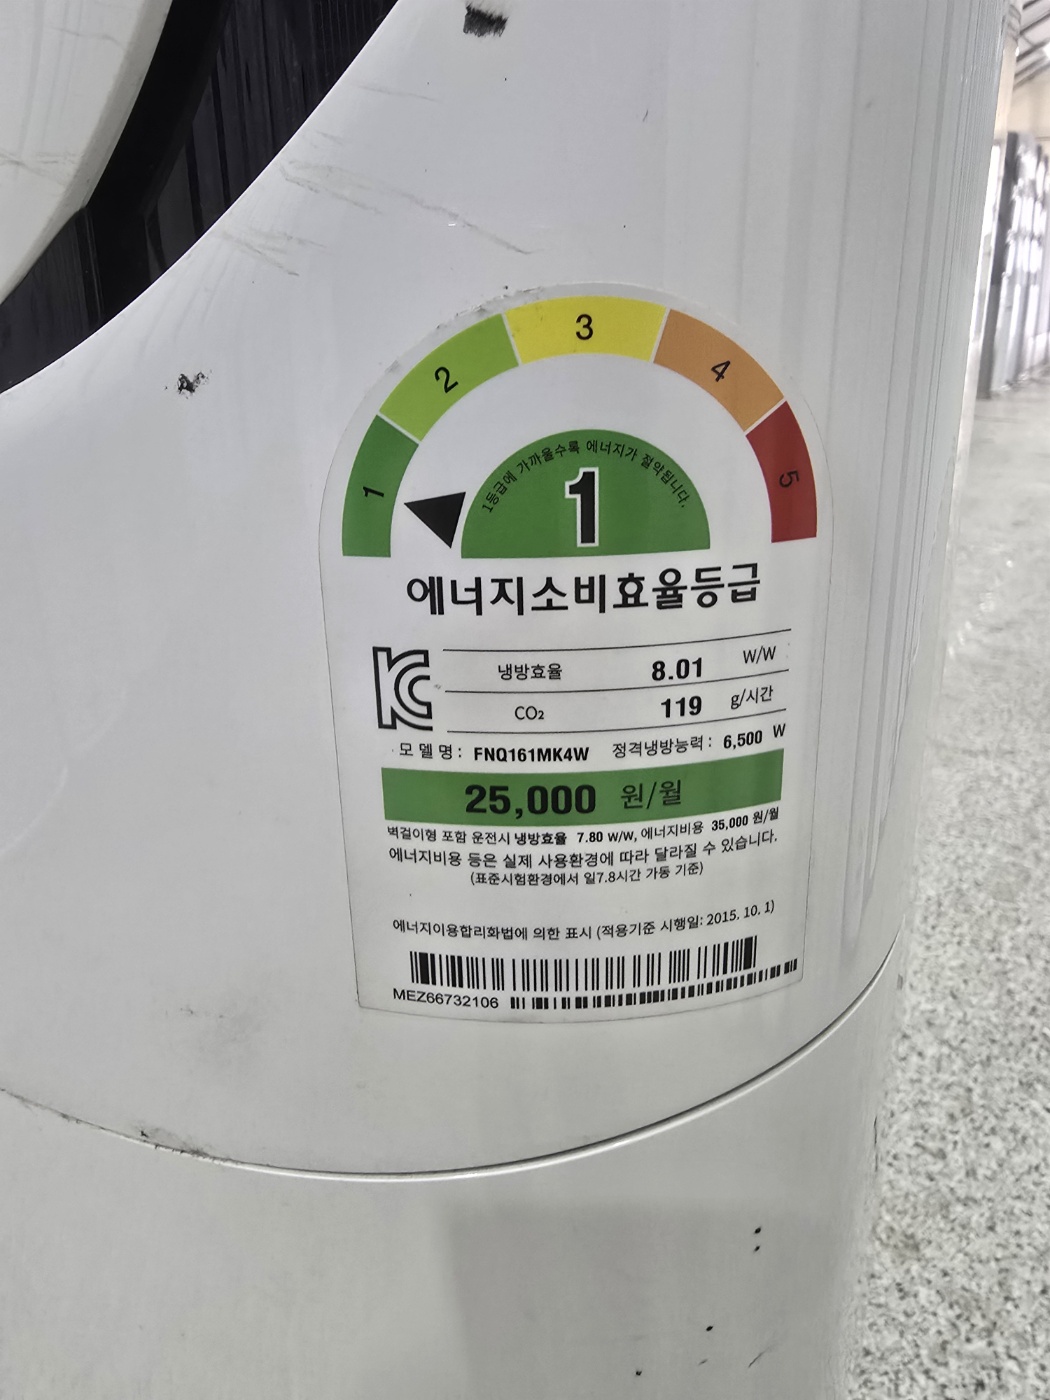 1 2 3 4 5
1등급에 가까울수록 에너지가 절약됩니다.
1
에너지소비효율등급
냉방효율 8.01 W/W
CO₂ 119 g/시간
모델명: FNQ161MK4W 정격냉방능력: 6,500 W
25,000 원/월
벽걸이형 포함 운전시 냉방효율 7.80 W/W, 에너지비용 35,000 원/월
에너지비용 등은 실제 사용환경에 따라 달라질 수 있습니다.
(표준시험환경에서 일7.8시간 가동 기준)
에너지이용합리화법에 의한 표시 (적용기준 시행일: 2015. 10. 1)
MEZ66732106